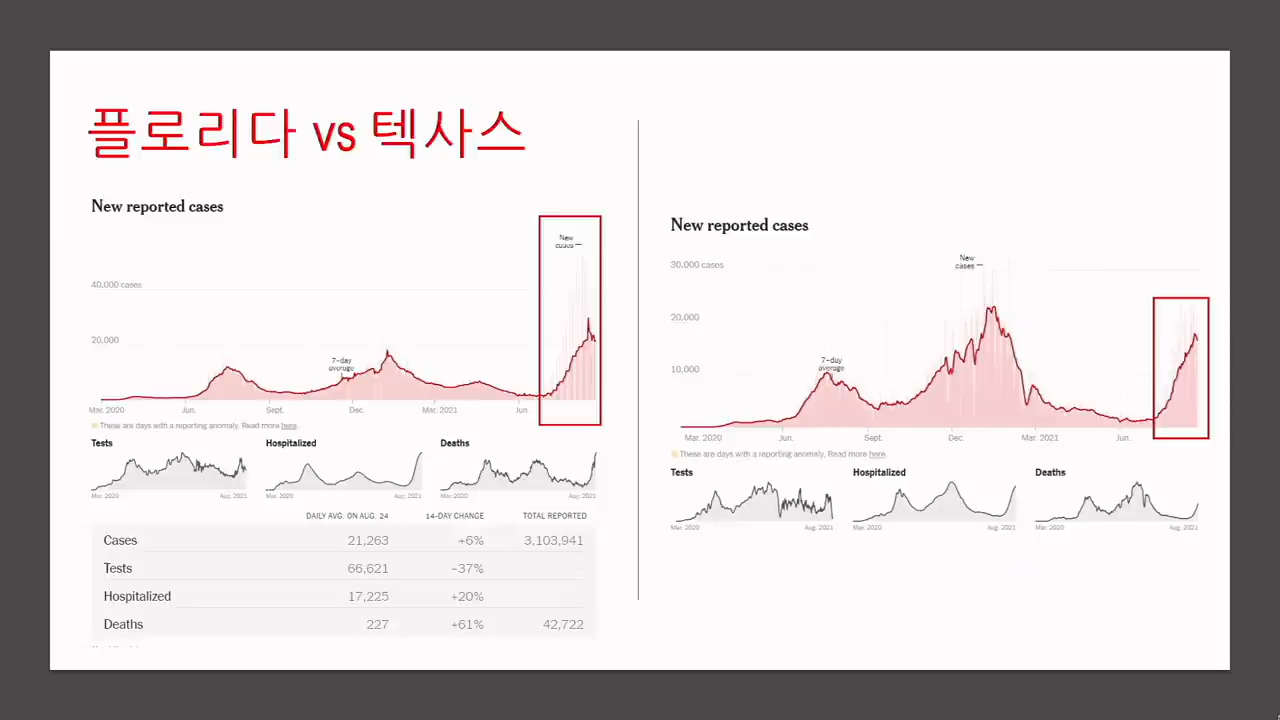 플로리다 vs 텍사스
New reported cases
New
cases
40,000 cases
20,000
7-day
average
Mar. 2020 Jun. Sept. Dec. Mar. 2021 Jun
These are days with a reporting anomaly. Read more here.
Tests Hospitalized Deaths
Mar. 2020 Aug. 2021 Mar. 2020 Aug. 2021 Mar. 2020 Aug. 2021
DAILY AVG. ON AUG. 24 14-DAY CHANGE TOTAL REPORTED
Cases 21,263 +6% 3,103,941
Tests 66,621 –37%
Hospitalized 17,225 +20%
Deaths 227 +61% 42,722
New reported cases
New
cases
30,000 cases
20,000
10,000
7-day
average
Mar. 2020 Jun. Sept. Dec. Mar. 2021 Jun.
These are days with a reporting anomaly. Read more here.
Tests Hospitalized Deaths
Mar. 2020 Aug. 2021 Mar. 2020 Aug. 2021 Mar. 2020 Aug. 2021